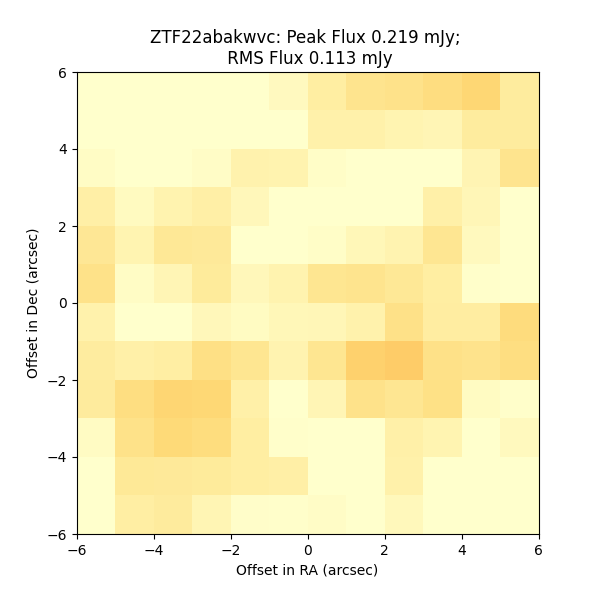 ZTF22abakwvc: Peak Flux 0.219 mJy;
RMS Flux 0.113 mJy
6
4
2
0
−2
−4
−6
Offset in Dec (arcsec)
−6 −4 −2 0 2 4 6
Offset in RA (arcsec)